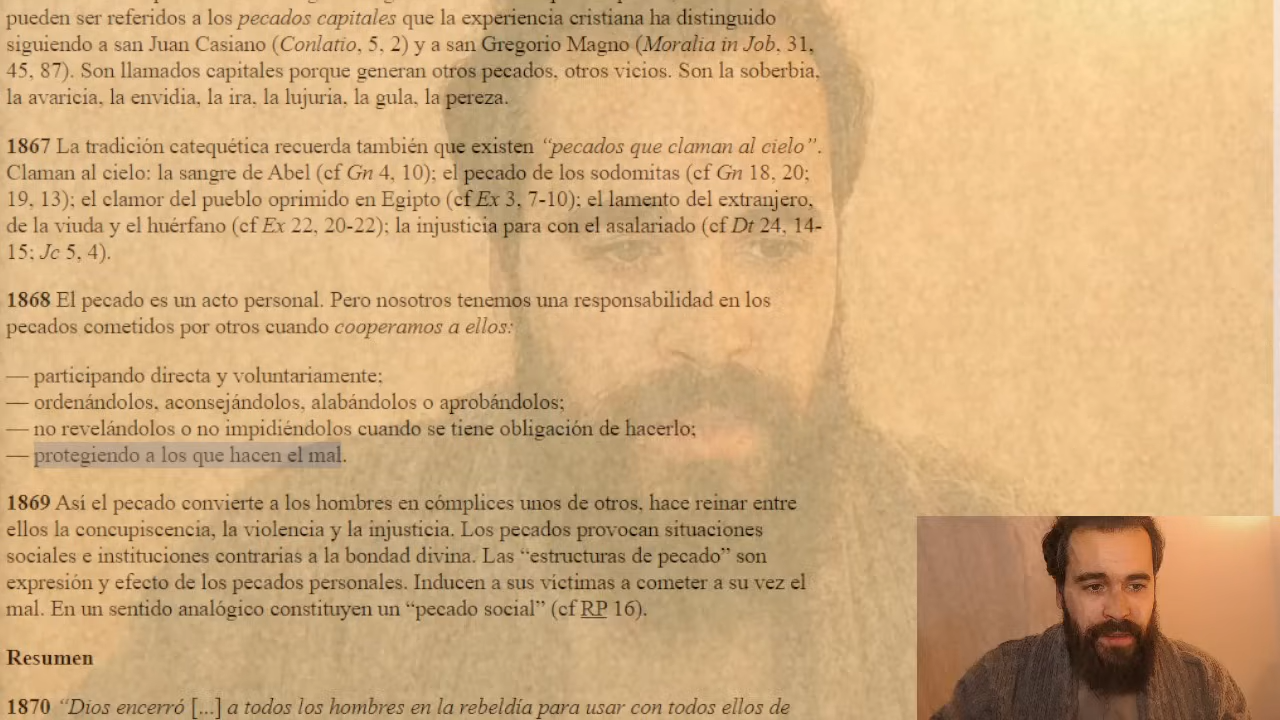 pueden ser referidos a los pecados capitales que la experiencia cristiana ha distinguido
siguiendo a san Juan Casiano (Conlatio, 5, 2) y a san Gregorio Magno (Moralia in Job, 31,
45, 87). Son llamados capitales porque generan otros pecados, otros vicios. Son la soberbia,
la avaricia, la envidia, la ira, la lujuria, la gula, la pereza.
1867 La tradición catequética recuerda también que existen “pecados que claman al cielo”.
Claman al cielo: la sangre de Abel (cf Gn 4, 10); el pecado de los sodomitas (cf Gn 18, 20;
19, 13); el clamor del pueblo oprimido en Egipto (cf Ex 3, 7-10); el lamento del extranjero,
de la viuda y el huérfano (cf Ex 22, 20-22); la injusticia para con el asalariado (cf Dt 24, 14-
15; Jc 5, 4).
1868 El pecado es un acto personal. Pero nosotros tenemos una responsabilidad en los
pecados cometidos por otros cuando cooperamos a ellos:
— participando directa y voluntariamente;
— ordenándolos, aconsejándolos, alabándolos o aprobándolos;
— no revelándolos o no impidiéndolos cuando se tiene obligación de hacerlo;
— protegiendo a los que hacen el mal.
1869 Así el pecado convierte a los hombres en cómplices unos de otros, hace reinar entre
ellos la concupiscencia, la violencia y la injusticia. Los pecados provocan situaciones
sociales e instituciones contrarias a la bondad divina. Las “estructuras de pecado” son
expresión y efecto de los pecados personales. Inducen a sus víctimas a cometer a su vez el
mal. En un sentido analógico constituyen un “pecado social” (cf RP 16).
Resumen
1870 “Dios encerró [...] a todos los hombres en la rebeldía para usar con todos ellos de